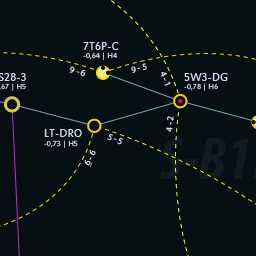 7T6P-C
-0,64 | H4
9-6
9-5
4-1
S28-3
,67 | H5
5W3-DG
-0,78 | H6
LT-DRO
-0,73 | H5
4-2
5-5
6-6
S-B1